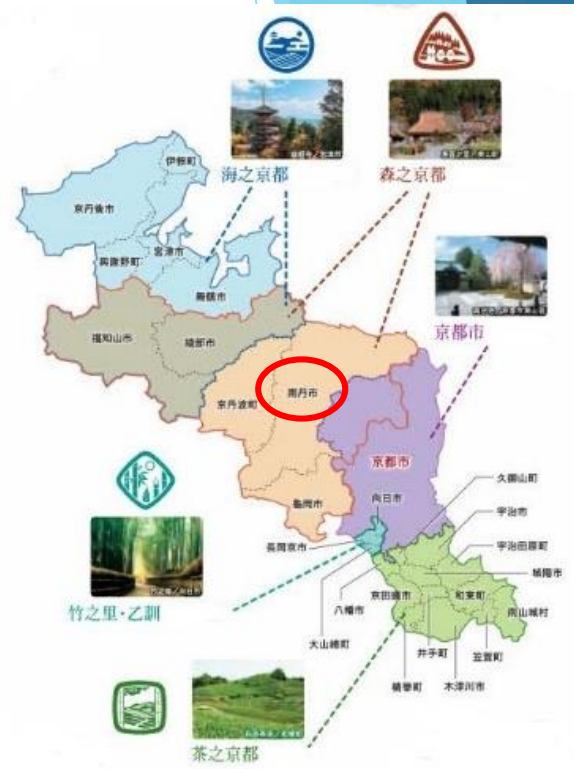 海之京都
森之京都
伊根町
京丹後市
宮津市
與謝野町
舞鶴市
京都市
福知山市
綾部市
南丹市
京丹波町
京都市
久御山町
向日市
宇治市
亀岡市
長岡京市
宇治田原町
城陽市
京田邊市
和束町
八幡市
南山城村
竹之里·乙訓
大山崎町
井手町
笠置町
精華町
木津川市
茶之京都